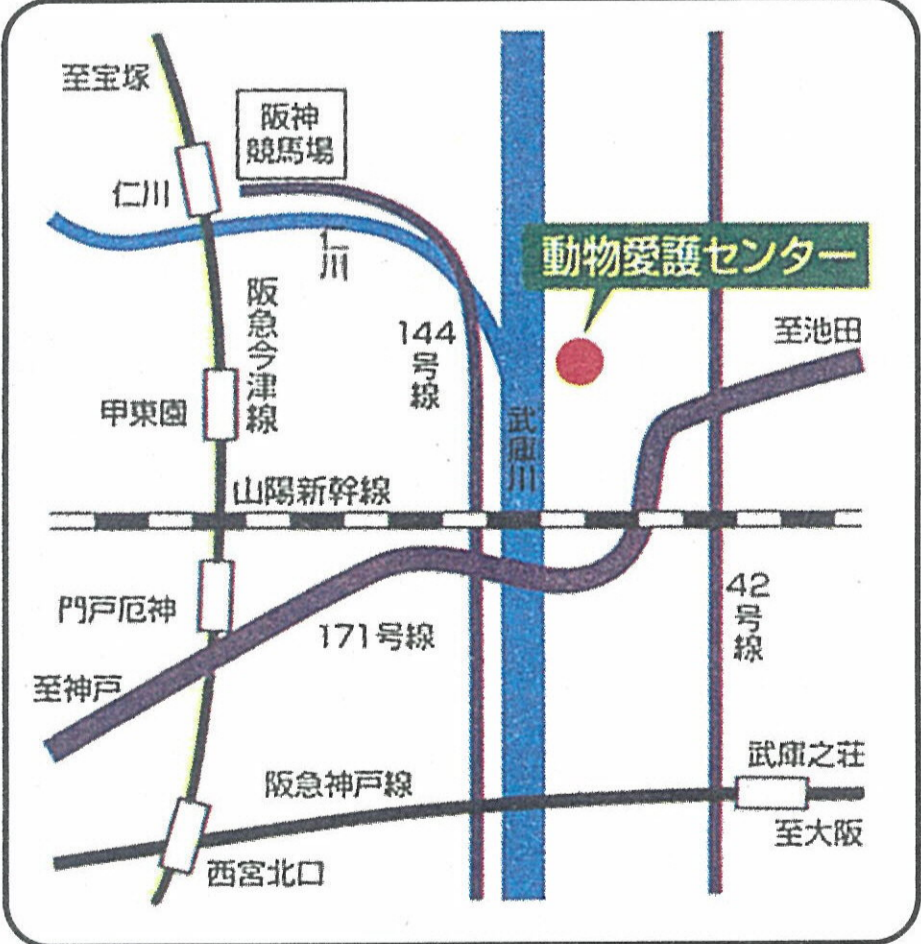 至宝塚
阪神
競馬場
仁川
仁川
動物愛護センター
阪急今津線
144号線
至池田
甲東園
武庫川
山陽新幹線
門戸厄神
171号線
42号線
至神戸
武庫之荘
阪急神戸線
至大阪
西宮北口